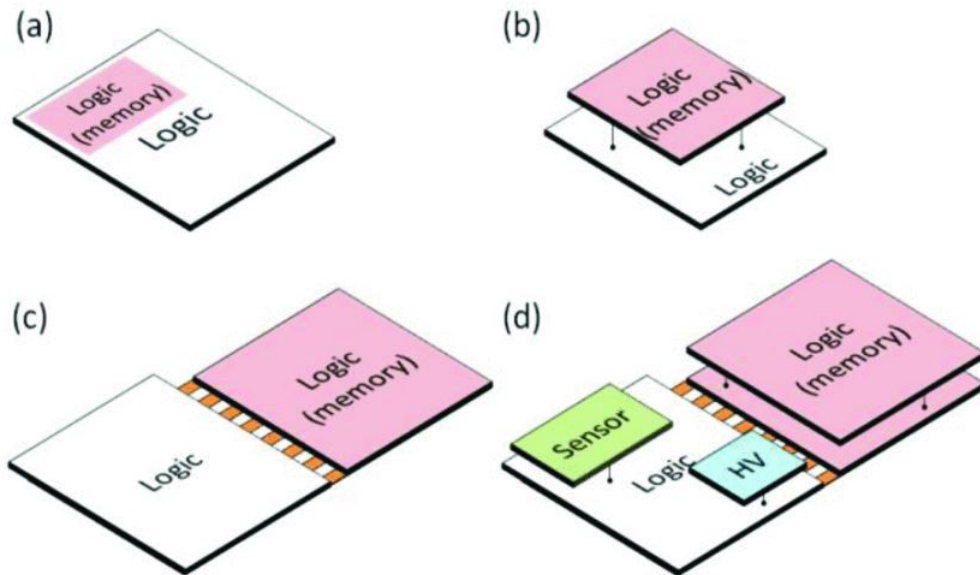 (a)
Logic
(memory)
Logic
(b)
Logic
(memory)
Logic
(c)
Logic
(memory)
Logic
(d)
Logic
(memory)
Sensor
Logic
HV